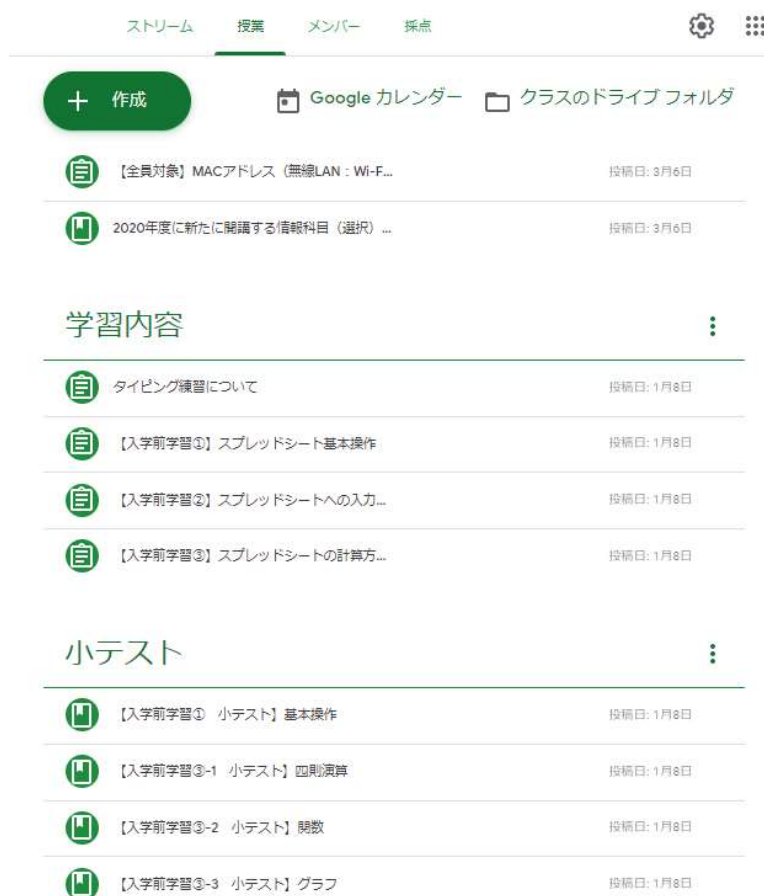 ストリーム 授業 メンバー 採点
作成 Google カレンダー クラスのドライブ フォルダ
【全員対象】MACアドレス（無線LAN：Wi-F... 投稿日: 3月6日
2020年度に新たに開講する情報科目（選択）... 投稿日: 3月6日
学習内容
タイピング練習について 投稿日: 1月8日
【入学前学習①】スプレッドシート基本操作 投稿日: 1月8日
【入学前学習②】スプレッドシートへの入力... 投稿日: 1月8日
【入学前学習③】スプレッドシートの計算方... 投稿日: 1月8日
小テスト
【入学前学習①　小テスト】基本操作 投稿日: 1月8日
【入学前学習③-1　小テスト】四則演算 投稿日: 1月8日
【入学前学習③-2　小テスト】関数 投稿日: 1月8日
【入学前学習③-3　小テスト】グラフ 投稿日: 1月8日